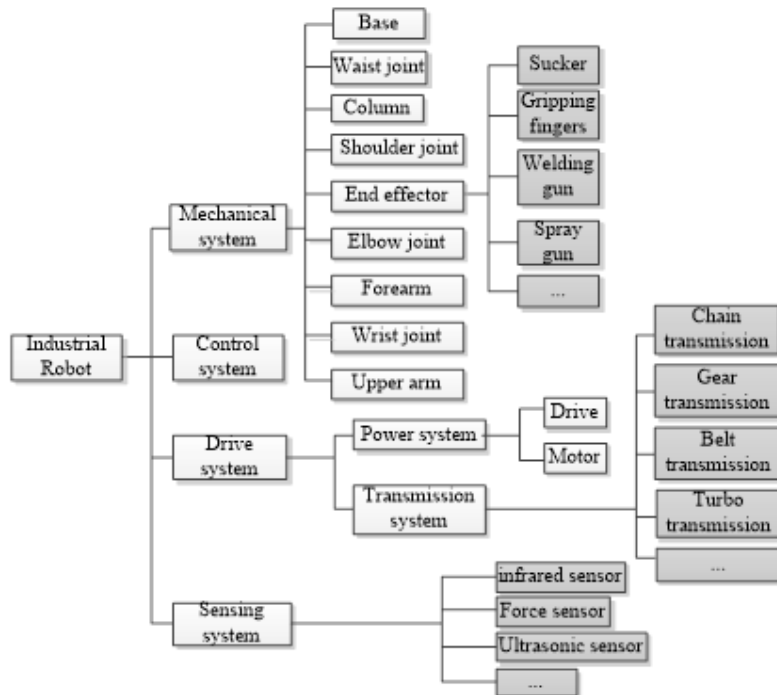 Industrial
Robot
Mechanical
system
Control
system
Drive
system
Sensing
system
Base
Waist joint
Column
Shoulder joint
End effector
Elbow joint
Forearm
Wrist joint
Upper arm
Sucker
Gripping
fingers
Welding
gun
Spray
gun
...
Power system
Transmission
system
Drive
Motor
Chain
transmission
Gear
transmission
Belt
transmission
Turbo
transmission
...
infrared sensor
Force sensor
Ultrasonic sensor
...